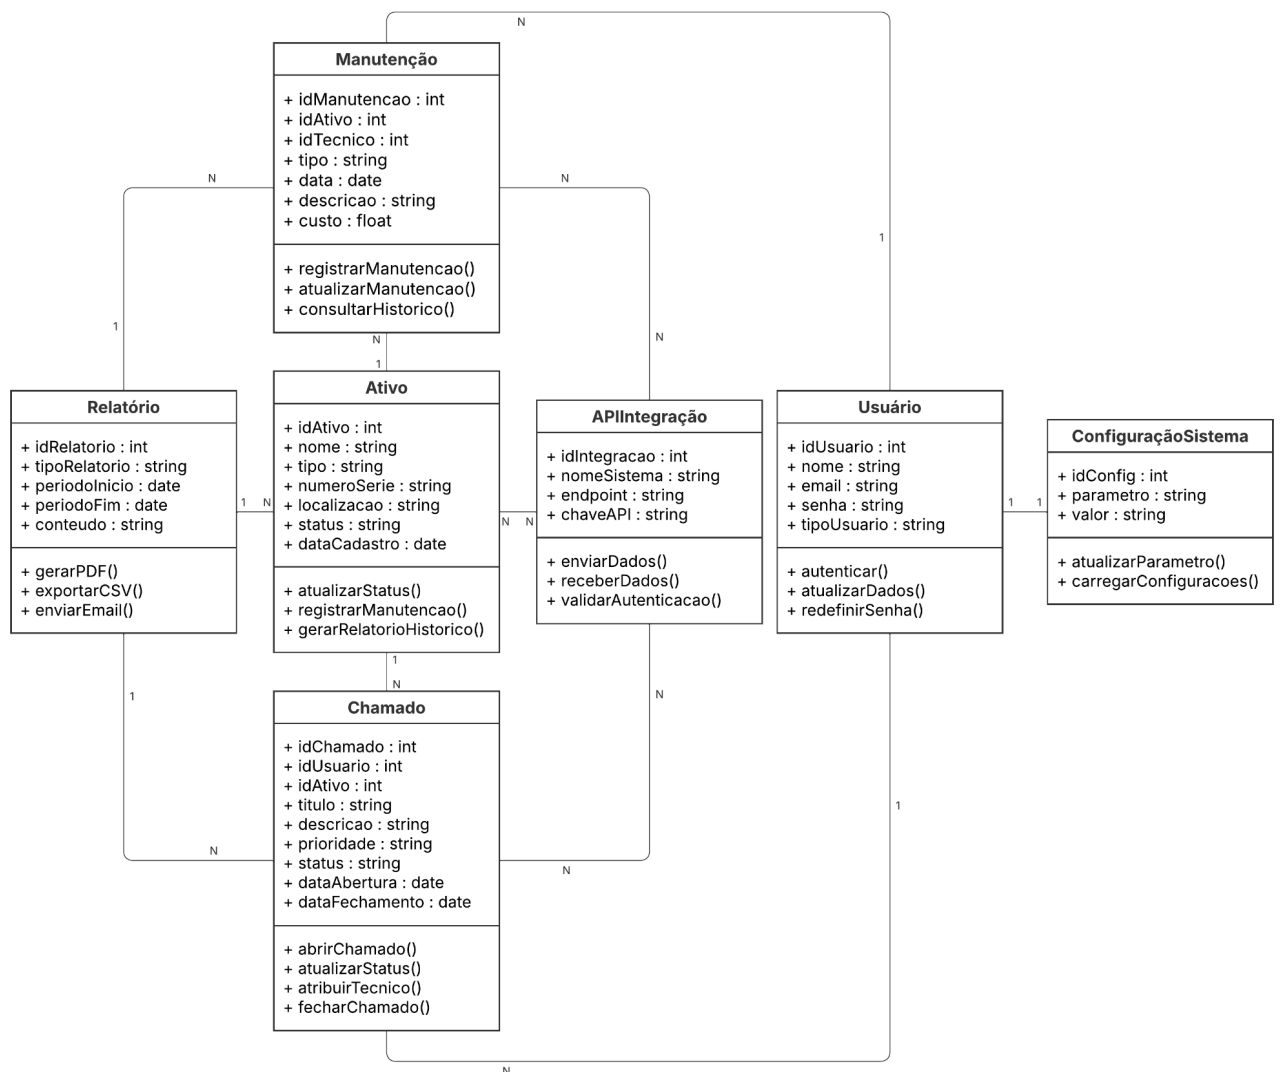 N
Manutenção
+ idManutencao : int
+ idAtivo : int
+ idTecnico : int
+ tipo : string
+ data : date
+ descricao : string
+ custo : float
+ registrarManutencao()
+ atualizarManutencao()
+ consultarHistorico()
N
N
1
1
N
N
1
Relatório
+ idRelatorio : int
+ tipoRelatorio : string
+ periodoInicio : date
+ periodoFim : date
+ conteudo : string
+ gerarPDF()
+ exportarCSV()
+ enviarEmail()
1
N
Ativo
+ idAtivo : int
+ nome : string
+ tipo : string
+ numeroSerie : string
+ localizacao : string
+ status : string
+ dataCadastro : date
+ atualizarStatus()
+ registrarManutencao()
+ gerarRelatorioHistorico()
N
N
APIIntegração
+ idIntegracao : int
+ nomeSistema : string
+ endpoint : string
+ chaveAPI : string
+ enviarDados()
+ receberDados()
+ validarAutenticacao()
Usuário
+ idUsuario : int
+ nome : string
+ email : string
+ senha : string
+ tipoUsuario : string
+ autenticar()
+ atualizarDados()
+ redefinirSenha()
1
1
ConfiguraçãoSistema
+ idConfig : int
+ parametro : string
+ valor : string
+ atualizarParametro()
+ carregarConfiguracoes()
1
N
1
N
Chamado
+ idChamado : int
+ idUsuario : int
+ idAtivo : int
+ titulo : string
+ descricao : string
+ prioridade : string
+ status : string
+ dataAbertura : date
+ dataFechamento : date
+ abrirChamado()
+ atualizarStatus()
+ atribuirTecnico()
+ fecharChamado()
1
N
N
N